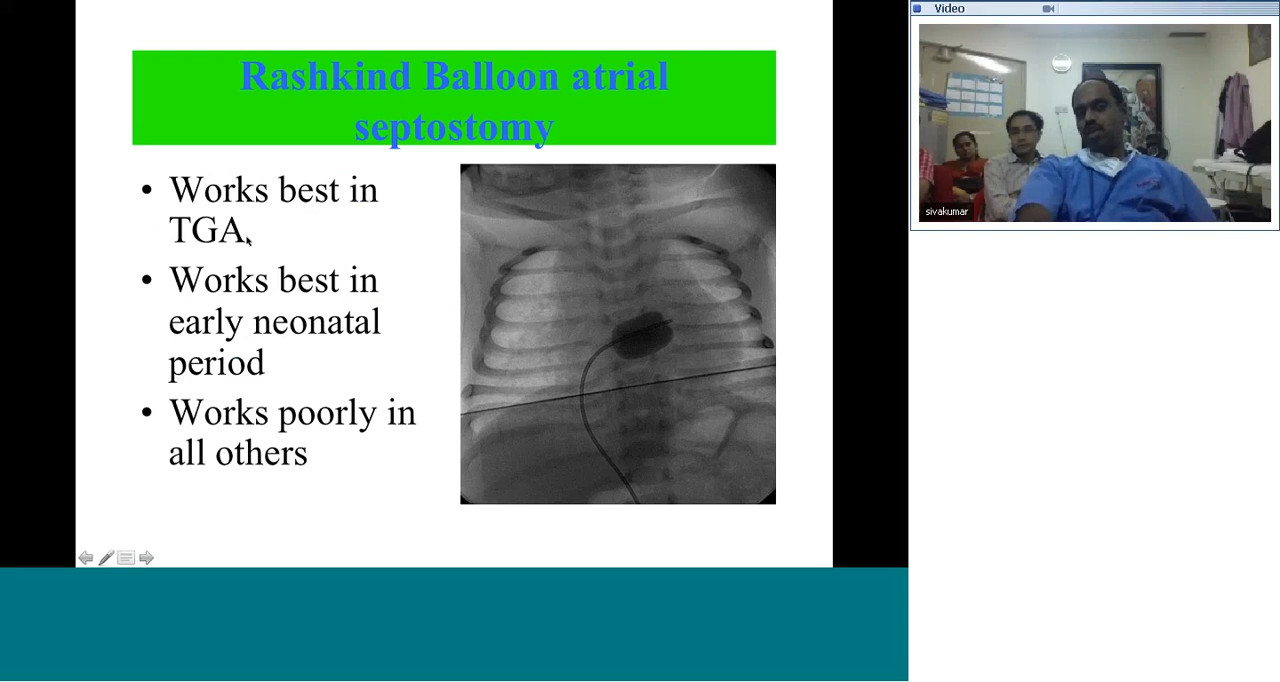 Rashkind Balloon atrial
septostomy
• Works best in
TGA
• Works best in
early neonatal
period
• Works poorly in
all others
Video
sivakumar